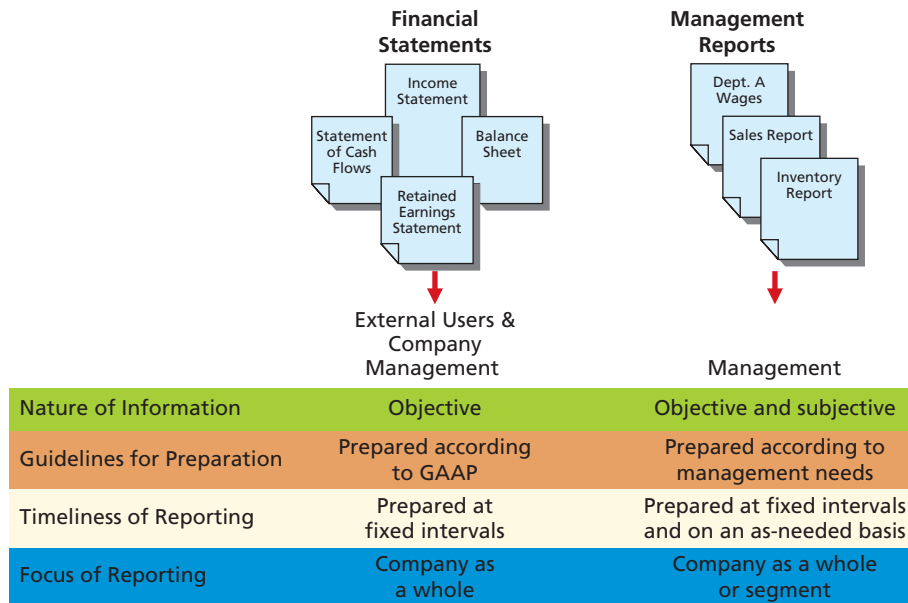 Financial
Statements
Management
Reports
Income
Statement
Statement
of Cash
Flows
Balance
Sheet
Retained
Earnings
Statement
Dept. A
Wages
Sales Report
Inventory
Report
External Users &
Company
Management
Management
Nature of Information
Objective
Objective and subjective
Guidelines for Preparation
Prepared according
to GAAP
Prepared according to
management needs
Timeliness of Reporting
Prepared at
fixed intervals
Prepared at fixed intervals
and on an as-needed basis
Focus of Reporting
Company as
a whole
Company as a whole
or segment